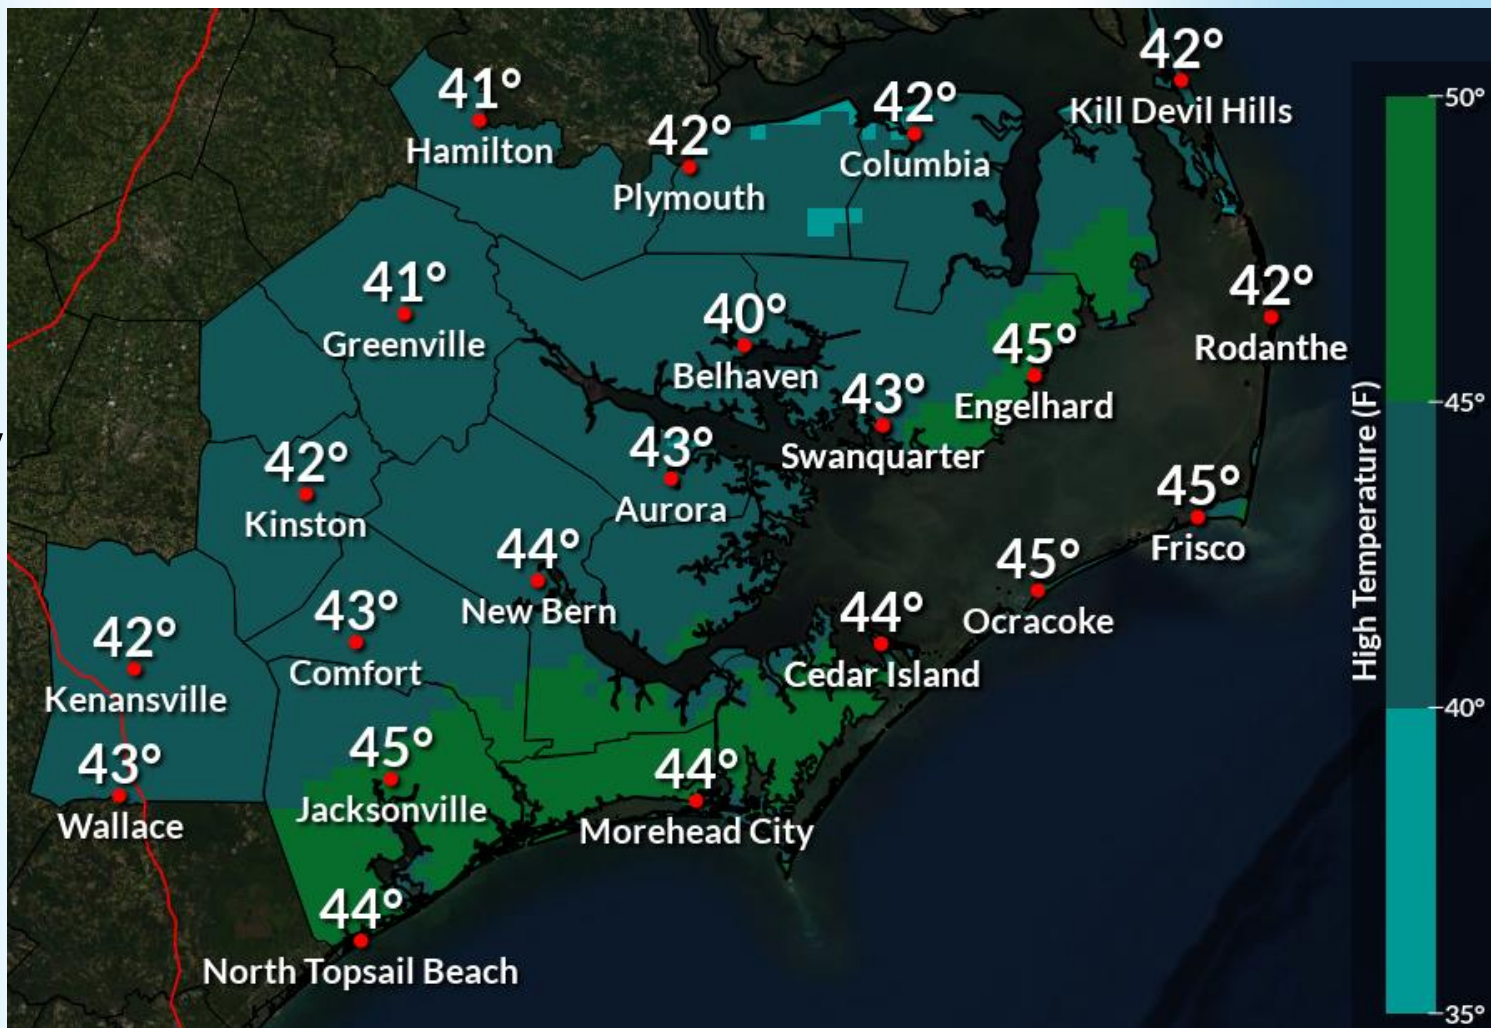 42°
Kill Devil Hills
41°
Hamilton
42°
Plymouth
42°
Columbia
41°
Greenville
40°
Belhaven
43°
Swanquarter
45°
Engelhard
42°
Rodanthe
42°
Kinston
43°
Aurora
45°
Frisco
44°
New Bern
45°
Ocracoke
42°
Kenansville
43°
Comfort
44°
Cedar Island
43°
Wallace
45°
Jacksonville
44°
Morehead City
44°
North Topsail Beach
High Temperature (F)
50°
45°
40°
35°